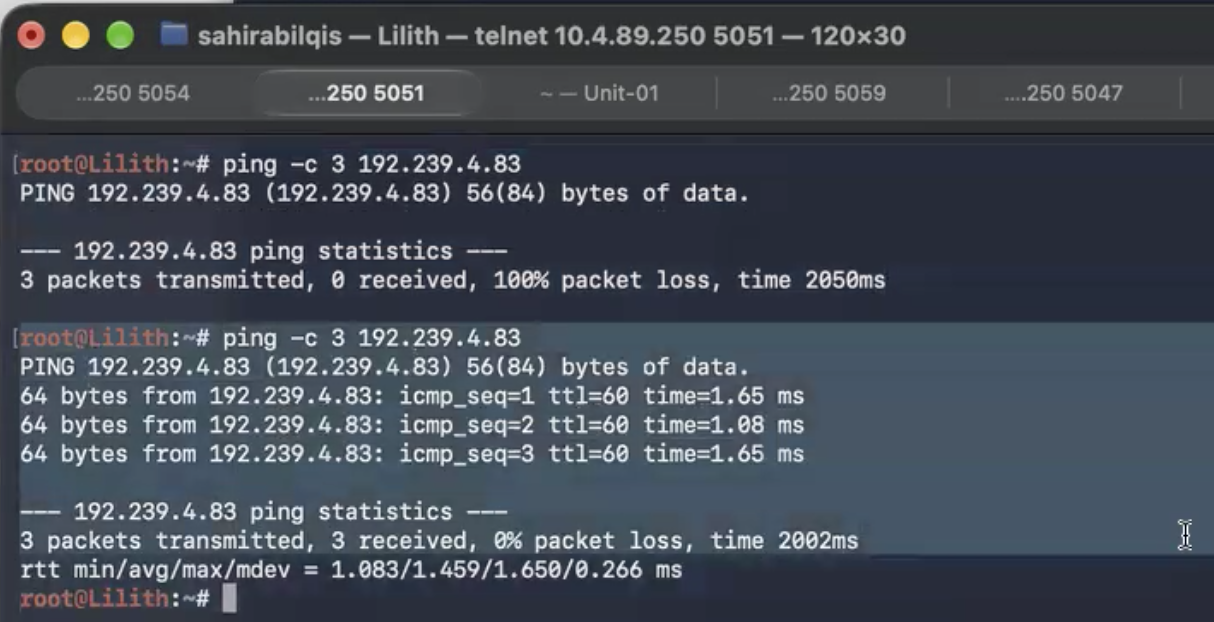 sahirabilqis — Lilith — telnet 10.4.89.250 5051 — 120×30
...250 5054 ...250 5051 ~ — Unit-01 ...250 5059 ....250 5047
[root@Lilith:~# ping -c 3 192.239.4.83
PING 192.239.4.83 (192.239.4.83) 56(84) bytes of data.
--- 192.239.4.83 ping statistics ---
3 packets transmitted, 0 received, 100% packet loss, time 2050ms
[root@Lilith:~# ping -c 3 192.239.4.83
PING 192.239.4.83 (192.239.4.83) 56(84) bytes of data.
64 bytes from 192.239.4.83: icmp_seq=1 ttl=60 time=1.65 ms
64 bytes from 192.239.4.83: icmp_seq=2 ttl=60 time=1.08 ms
64 bytes from 192.239.4.83: icmp_seq=3 ttl=60 time=1.65 ms
--- 192.239.4.83 ping statistics ---
3 packets transmitted, 3 received, 0% packet loss, time 2002ms
rtt min/avg/max/mdev = 1.083/1.459/1.650/0.266 ms
root@Lilith:~#